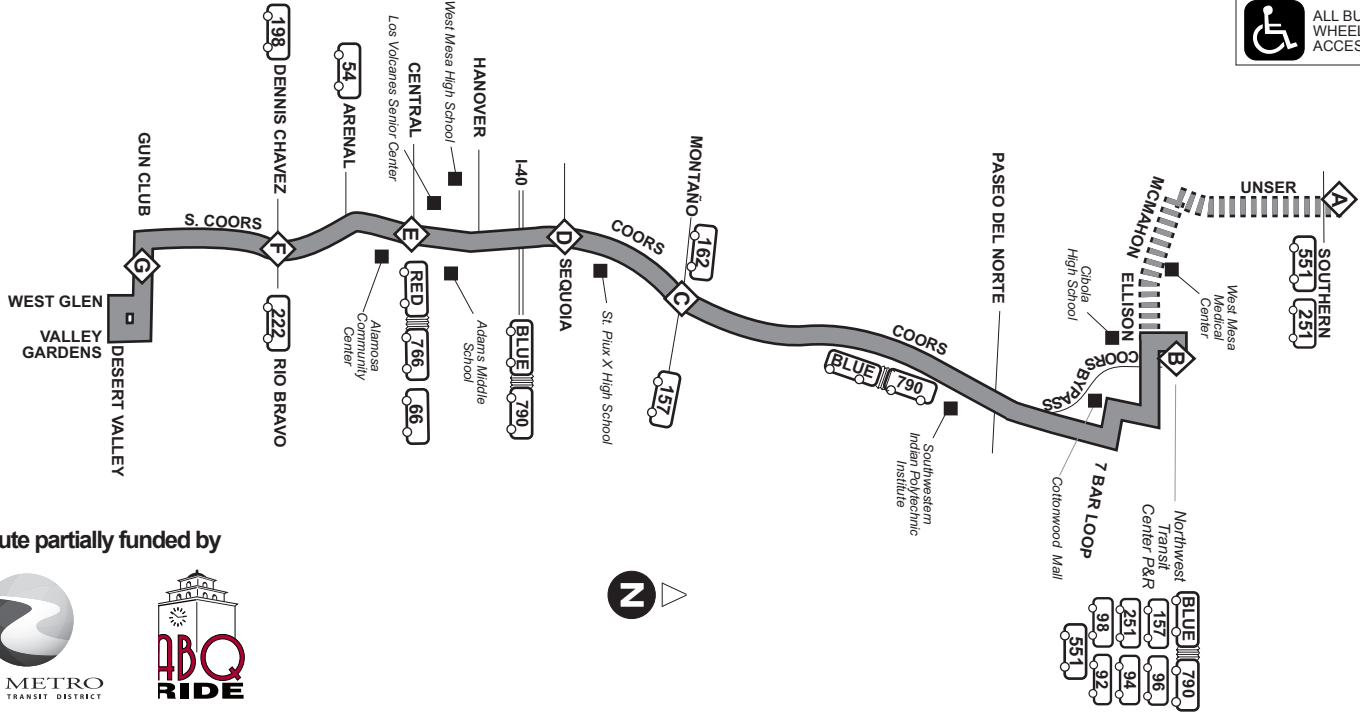 ALL BU
WHEEL
ACCES
A
UNSER
SOUTHERN
551
251
MCMAHON
West Mesa
Medical
Center
ELLISON
Cibola
High School
B
COORS BYPASS
Northwest
Transit
Center P&R
BLUE
790
157
96
251
94
98
92
551
7 BAR LOOP
Cottonwood Mall
PASEO DEL NORTE
COORS
BLUE
790
Southwestern
Indian Polytechnic
Institute
MONTAÑO
162
C
157
COORS
St. Piux X High School
D
SEQUOIA
I-40
BLUE
790
HANOVER
West Mesa High School
Adams Middle
School
CENTRAL
Los Volcanes Senior Center
E
RED
766
66
Alamosa
Community
Center
54
ARENAL
198
DENNIS CHAVEZ
F
222
RIO BRAVO
S. COORS
GUN CLUB
G
WEST GLEN
VALLEY
GARDENS
DESERT VALLEY
N
ute partially funded by
METRO
TRANSIT DISTRICT
ABQ
RIDE